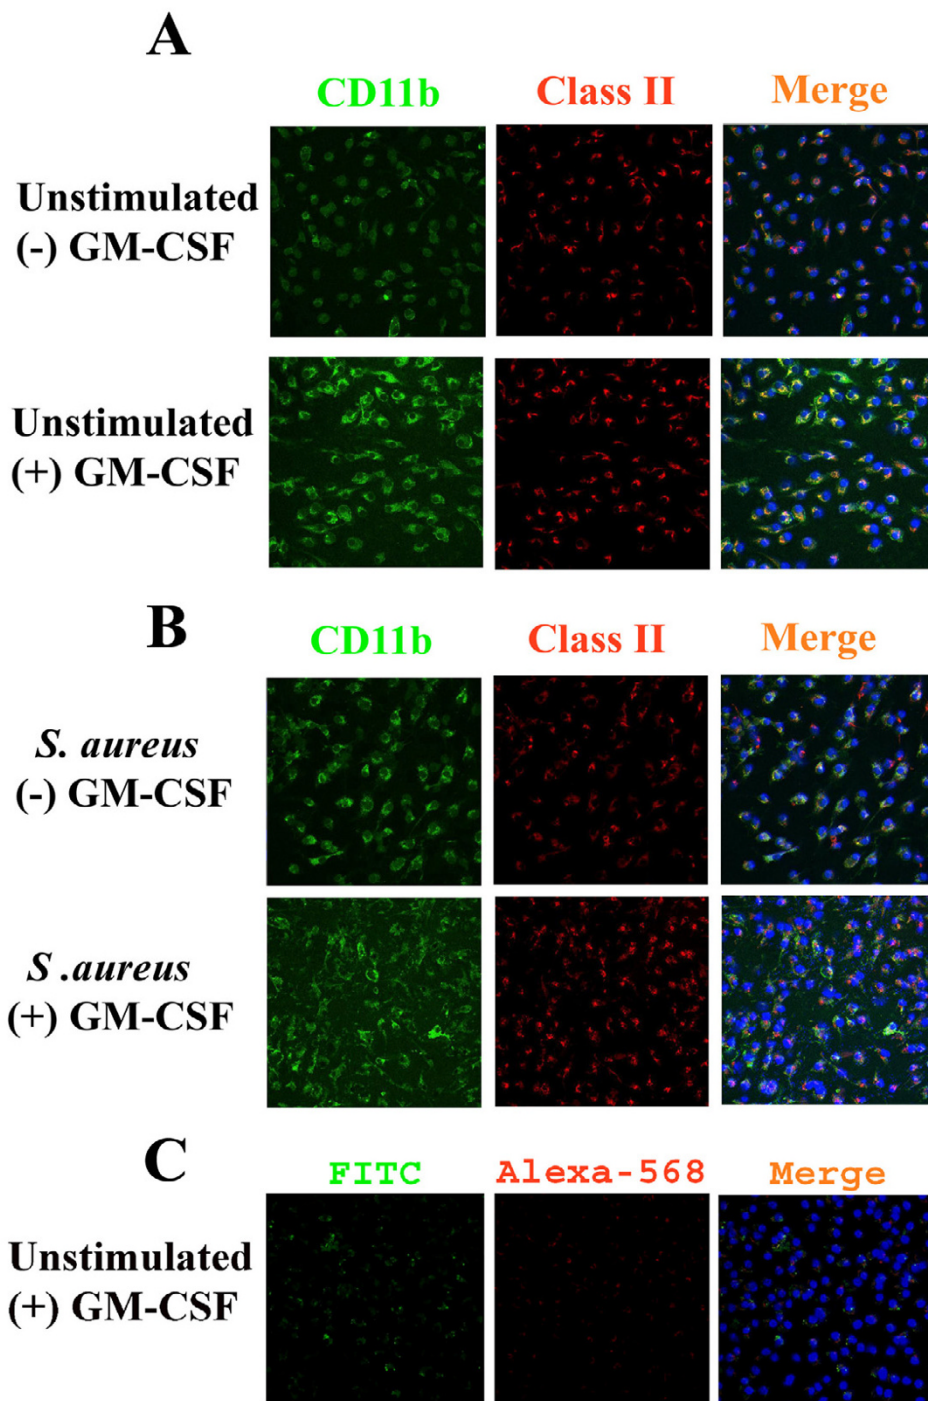 A
CD11b Class II Merge
Unstimulated
(-) GM-CSF
Unstimulated
(+) GM-CSF
B
CD11b Class II Merge
S. aureus
(-) GM-CSF
S .aureus
(+) GM-CSF
C
FITC Alexa-568 Merge
Unstimulated
(+) GM-CSF